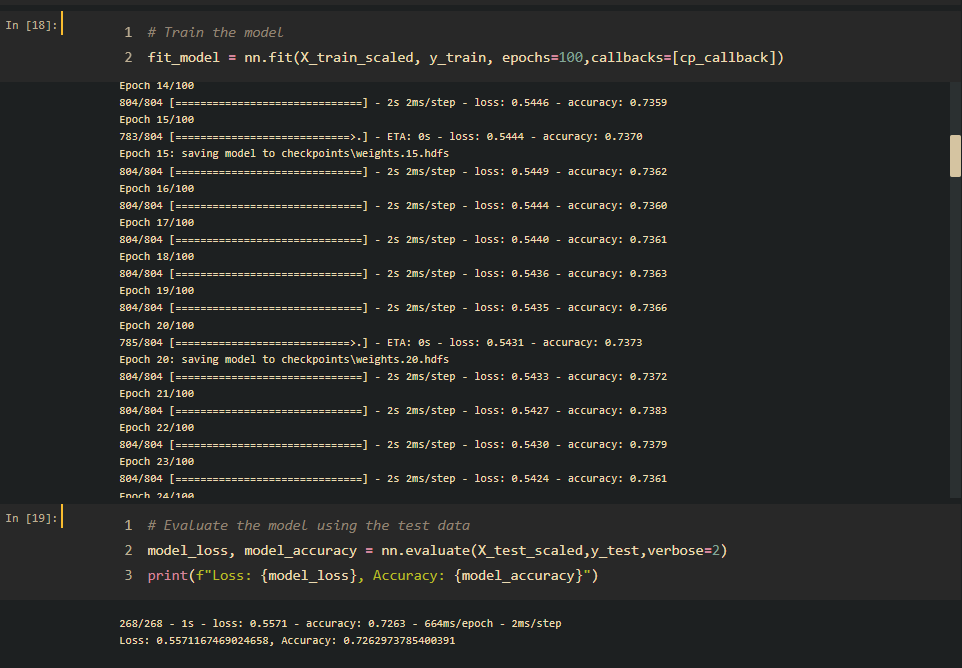 In [18]:
1 # Train the model
2 fit_model = nn.fit(X_train_scaled, y_train, epochs=100,callbacks=[cp_callback])
Epoch 14/100
804/804 [==============================] - 2s 2ms/step - loss: 0.5446 - accuracy: 0.7359
Epoch 15/100
783/804 [============================>.] - ETA: 0s - loss: 0.5444 - accuracy: 0.7370
Epoch 15: saving model to checkpoints\weights.15.hdfs
804/804 [==============================] - 2s 2ms/step - loss: 0.5449 - accuracy: 0.7362
Epoch 16/100
804/804 [==============================] - 2s 2ms/step - loss: 0.5444 - accuracy: 0.7360
Epoch 17/100
804/804 [==============================] - 2s 2ms/step - loss: 0.5440 - accuracy: 0.7361
Epoch 18/100
804/804 [==============================] - 2s 2ms/step - loss: 0.5436 - accuracy: 0.7363
Epoch 19/100
804/804 [==============================] - 2s 2ms/step - loss: 0.5435 - accuracy: 0.7366
Epoch 20/100
785/804 [============================>.] - ETA: 0s - loss: 0.5431 - accuracy: 0.7373
Epoch 20: saving model to checkpoints\weights.20.hdfs
804/804 [==============================] - 2s 2ms/step - loss: 0.5433 - accuracy: 0.7372
Epoch 21/100
804/804 [==============================] - 2s 2ms/step - loss: 0.5427 - accuracy: 0.7383
Epoch 22/100
804/804 [==============================] - 2s 2ms/step - loss: 0.5430 - accuracy: 0.7379
Epoch 23/100
804/804 [==============================] - 2s 2ms/step - loss: 0.5424 - accuracy: 0.7361
Epoch 24/100
In [19]:
1 # Evaluate the model using the test data
2 model_loss, model_accuracy = nn.evaluate(X_test_scaled,y_test,verbose=2)
3 print(f"Loss: {model_loss}, Accuracy: {model_accuracy}")
268/268 - 1s - loss: 0.5571 - accuracy: 0.7263 - 664ms/epoch - 2ms/step
Loss: 0.5571167469024658, Accuracy: 0.7262973785400391